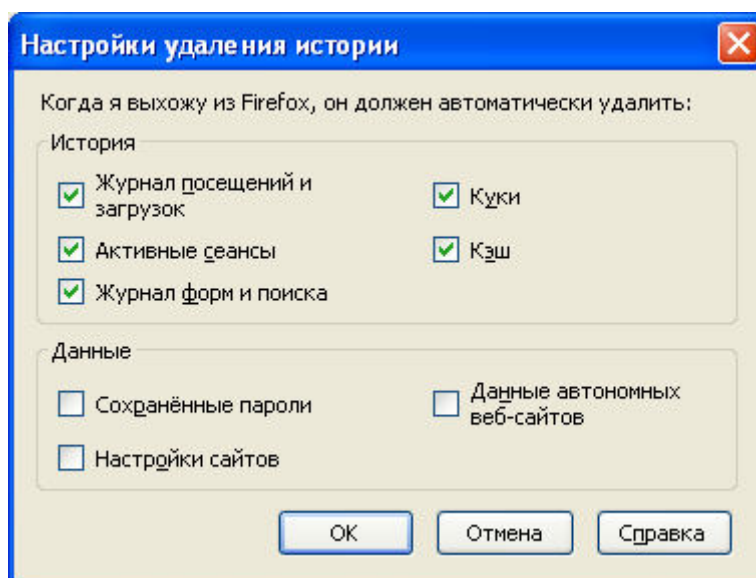 Настройки удаления истории
Когда я выхожу из Firefox, он должен автоматически удалить:
История
Журнал посещений и
загрузок
Куки
Активные сеансы
Кэш
Журнал форм и поиска
Данные
Сохранённые пароли
Данные автономных
веб-сайтов
Настройки сайтов
ОК
Отмена
Справка